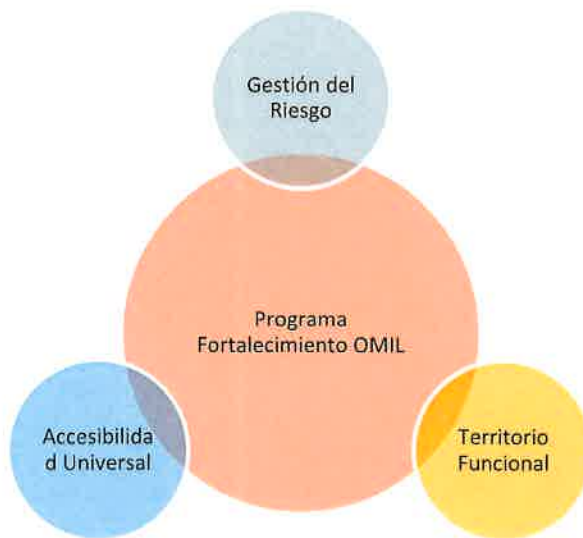 Gestión del
Riesgo
Programa
Fortalecimiento OMIL
Accesibilida
d Universal
Territorio
Funcional